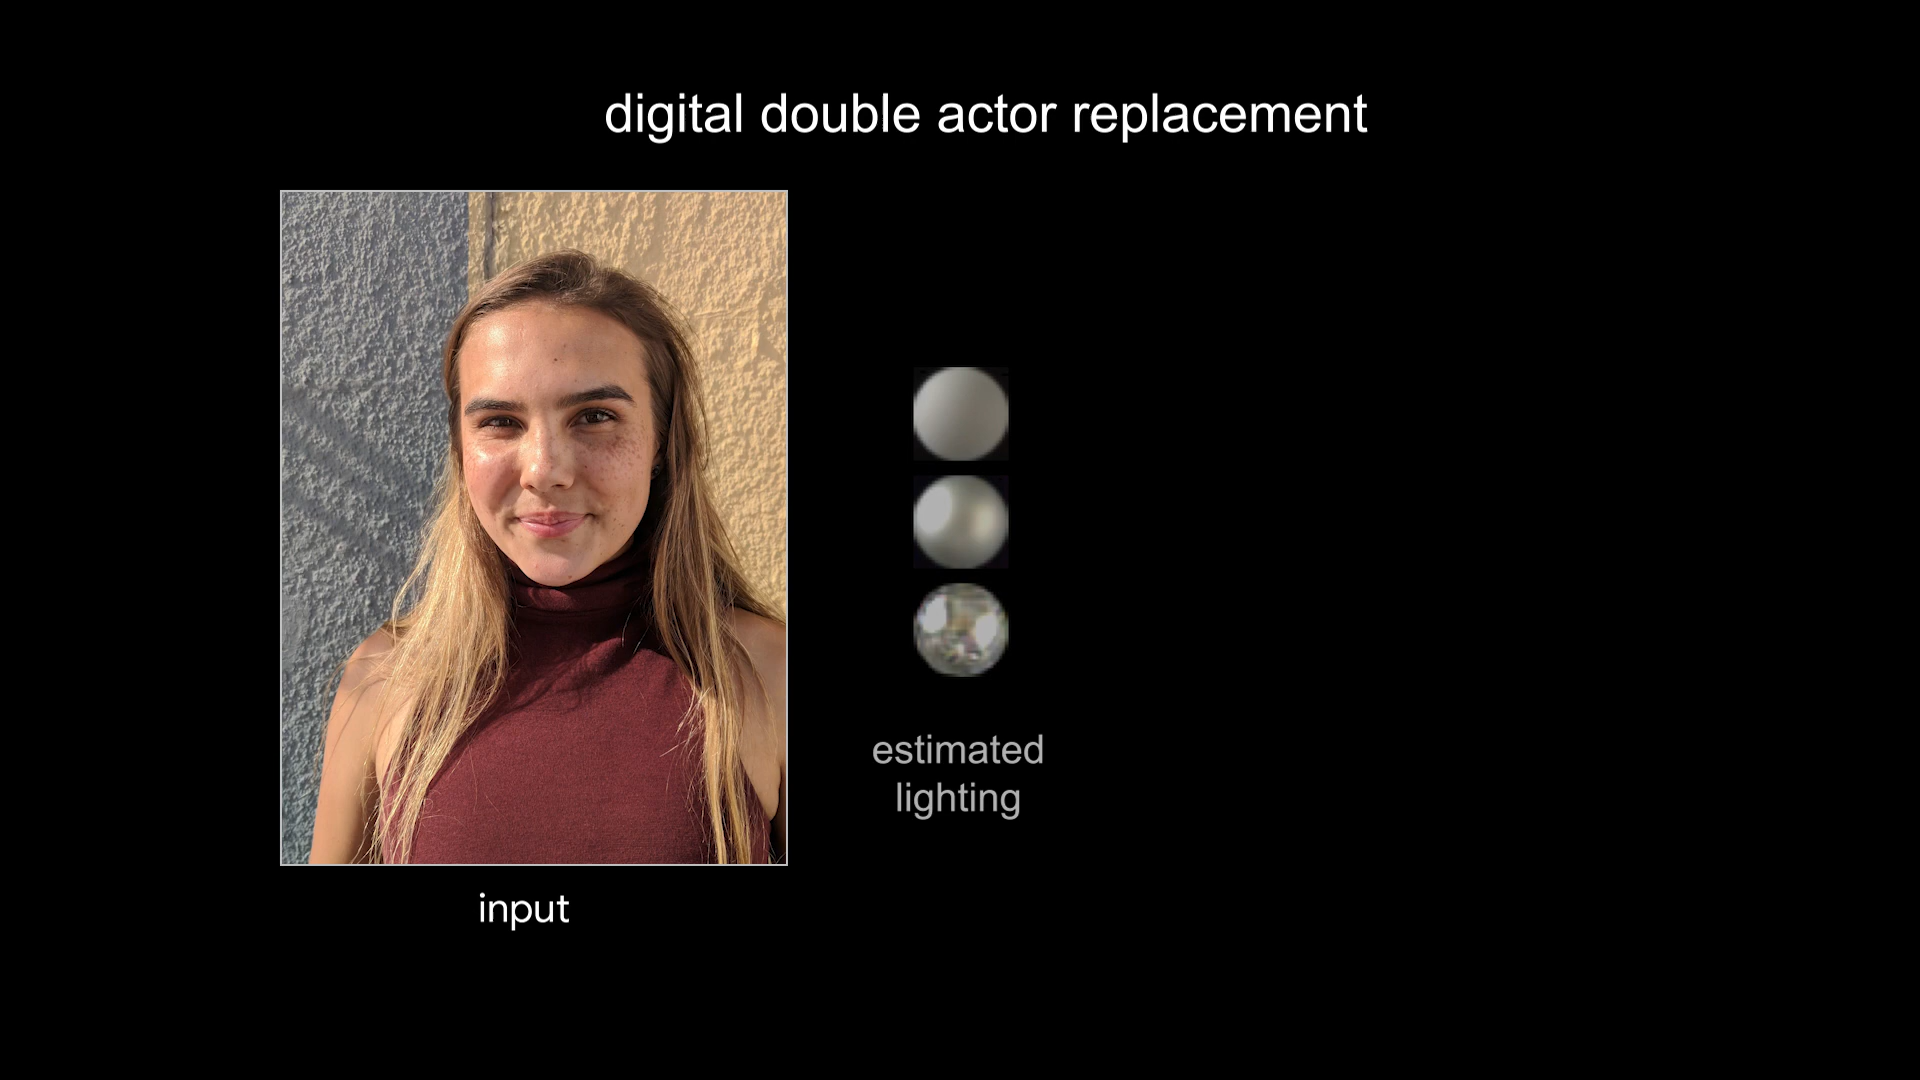 digital double actor replacement
input
estimated
lighting